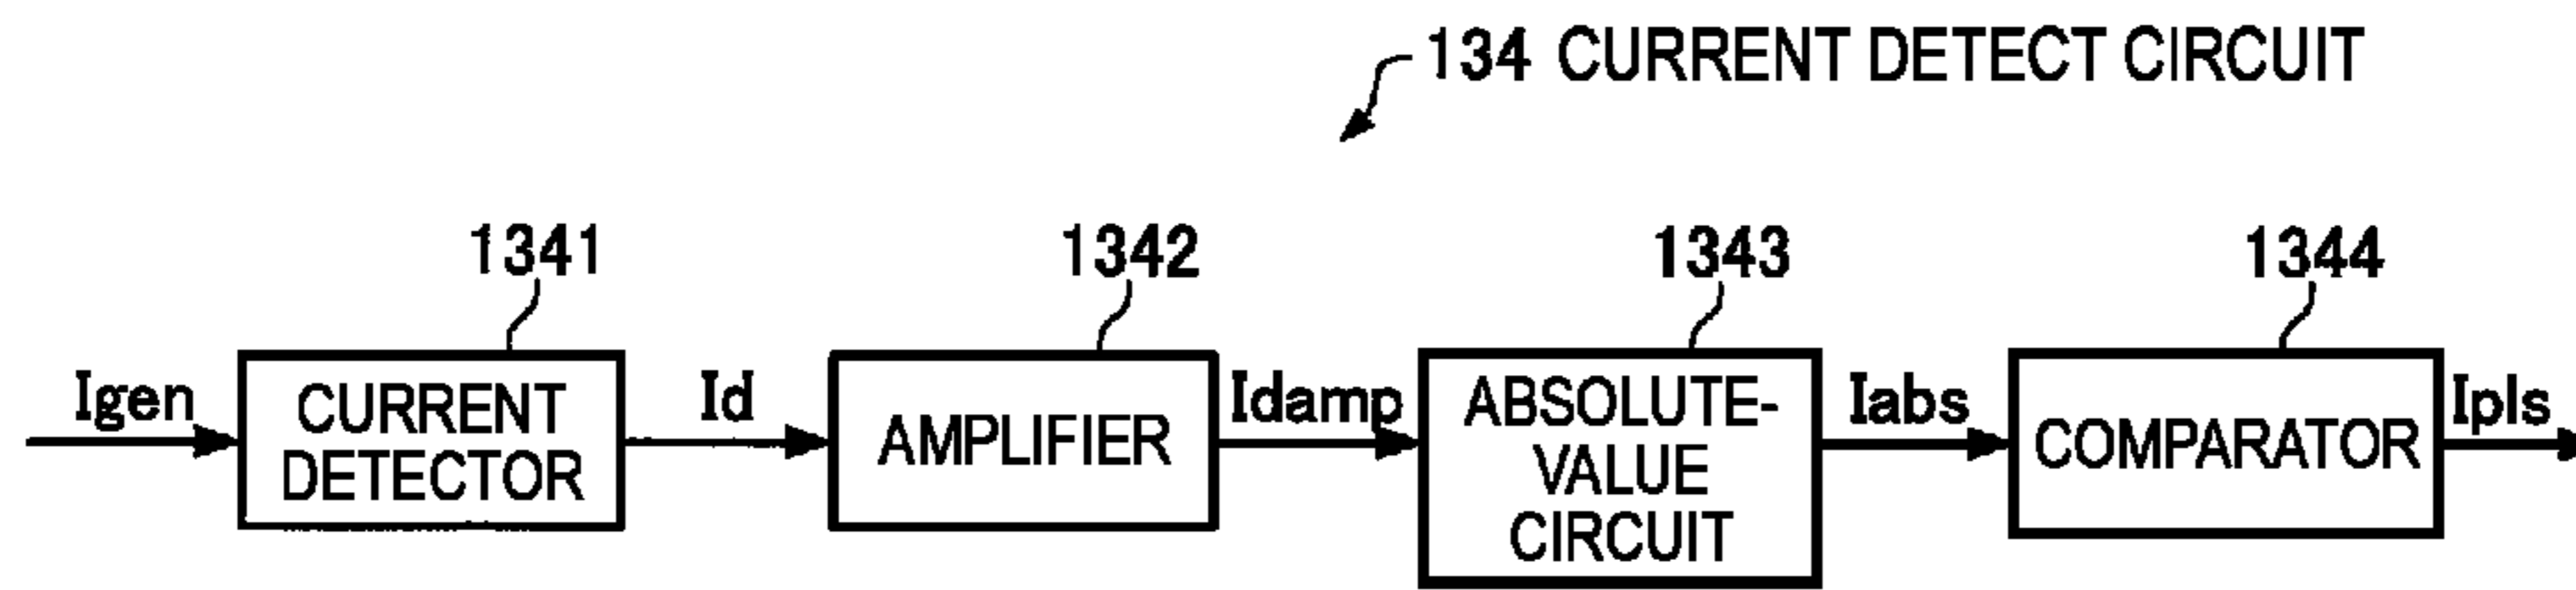 134 CURRENT DETECT CIRCUIT
1341
1342
1343
1344
Igen
CURRENT
DETECTOR
Id
AMPLIFIER
Idamp
ABSOLUTE-
VALUE
CIRCUIT
Iabs
COMPARATOR
Ipls